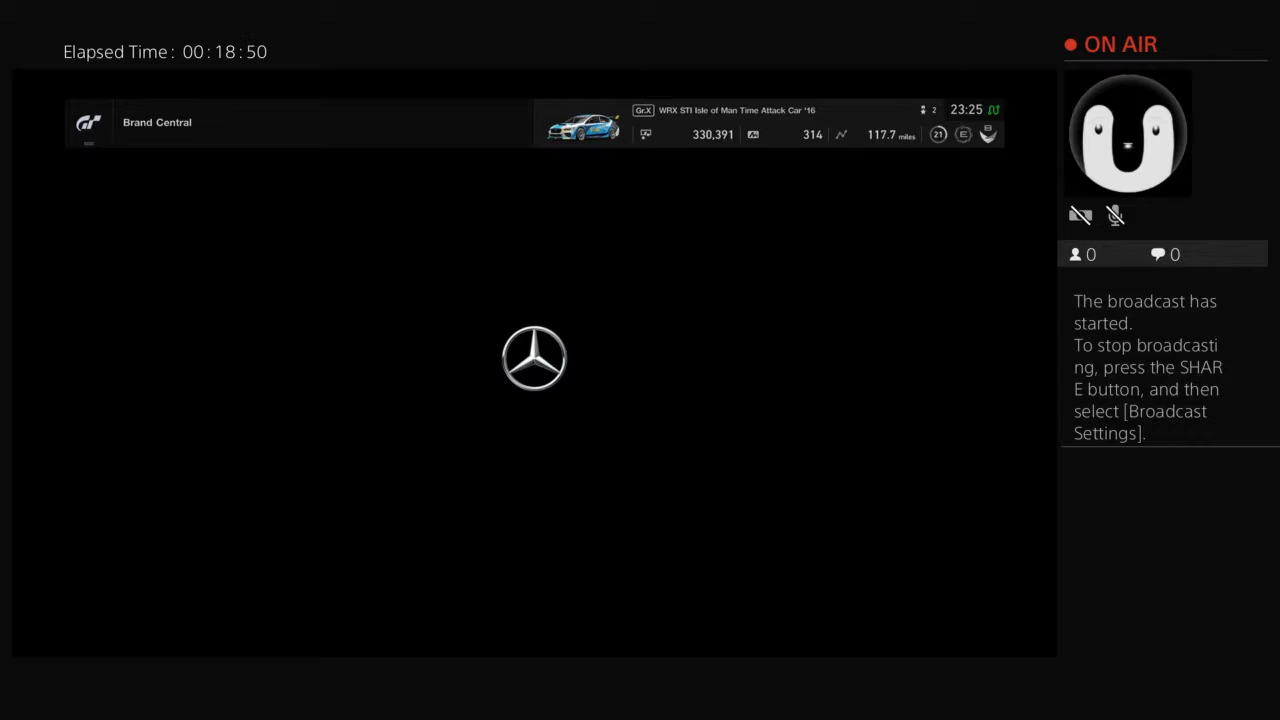 Elapsed Time: 00:18:50
ON AIR
Brand Central
Gr.X WRX STI Isle of Man Time Attack Car '16
2
23:25
330,391
314
117.7 miles
21
E
B
0
0
The broadcast has
started.
To stop broadcasti
ng, press the SHAR
E button, and then
select [Broadcast
Settings].